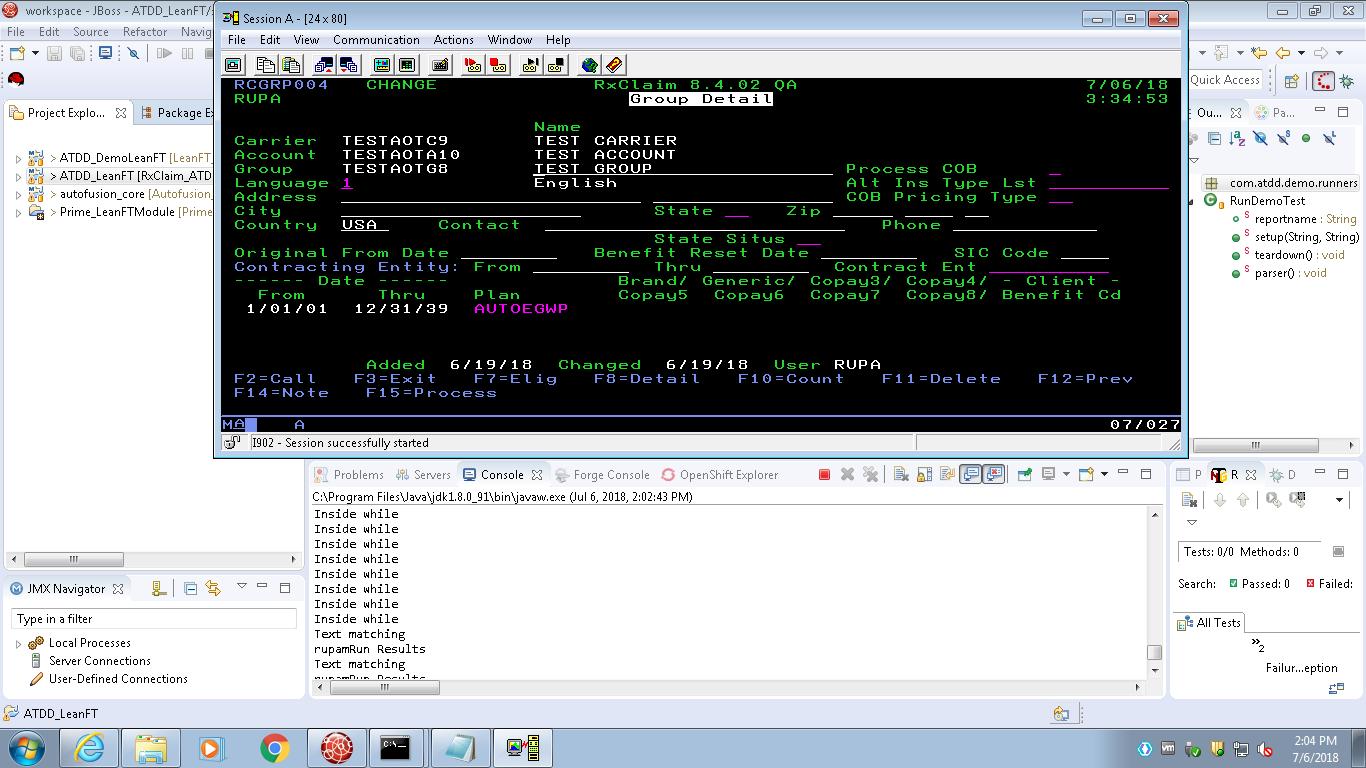 workspace - JBoss - ATDD_LeanFT/
File Edit Source Refactor Navig
Project Explo... Package E
ATDD_DemoLeanFT [LeanFT_
ATDD_LeanFT [RxClaim_ATD
autofusion_core [Autofusion_
Prime_LeanFTModule [Prime
Session A - [24 x 80]
File Edit View Communication Actions Window Help
RCGRP004 CHANGE RxClaim 8.4.02 QA 7/06/18
RUPA Group Detail 3:34:53
Name
Carrier TESTAOTC9 TEST CARRIER
Account TESTAOTA10 TEST ACCOUNT
Group TESTAOTG8 TEST GROUP Process COB
Language 1 English Alt Ins Type Lst
Address COB Pricing Type
City State Zip
Country USA Contact Phone
State Situs
Original From Date Benefit Reset Date SIC Code
Contracting Entity: From Thru Contract Ent
------ Date ------ Brand/ Generic/ Copay3/ Copay4/ - Client -
From Thru Plan Copay5 Copay6 Copay7 Copay8/ Benefit Cd
1/01/01 12/31/39 AUTOEGWP
Added 6/19/18 Changed 6/19/18 User RUPA
F2=Call F3=Exit F7=Elig F8=Detail F10=Count F11=Delete F12=Prev
F14=Note F15=Process
MA A 07/027
I902 - Session successfully started
Quick Access
Ou... Pa...
com.atdd.demo.runners
RunDemoTest
reportname : String
setup(String, String)
teardown() : void
parser() : void
Problems Servers Console Forge Console OpenShift Explorer
C:\Program Files\Java\jdk1.8.0_91\bin\javaw.exe (Jul 6, 2018, 2:02:43 PM)
Inside while
Inside while
Inside while
Inside while
Inside while
Inside while
Inside while
Inside while
Text matching
rupamRun Results
Text matching
rupamRun Results
P R D
Tests: 0/0 Methods: 0
Search: Passed: 0 Failed:
All Tests
2
Failur...eption
JMX Navigator
Type in a filter
Local Processes
Server Connections
User-Defined Connections
ATDD_LeanFT
2:04 PM
7/6/2018